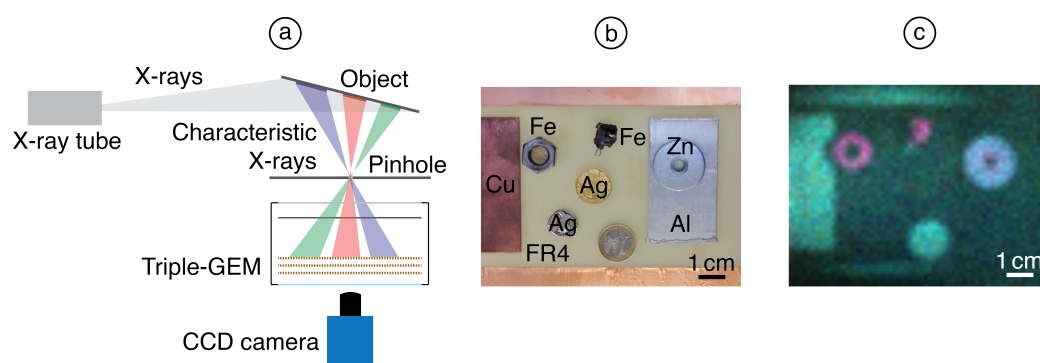 a
b
c
X-rays
Object
X-ray tube
Characteristic
X-rays
Pinhole
Triple-GEM
CCD camera
Fe
Fe
Zn
Cu
Ag
Ag
Al
FR4
1 cm
1 cm